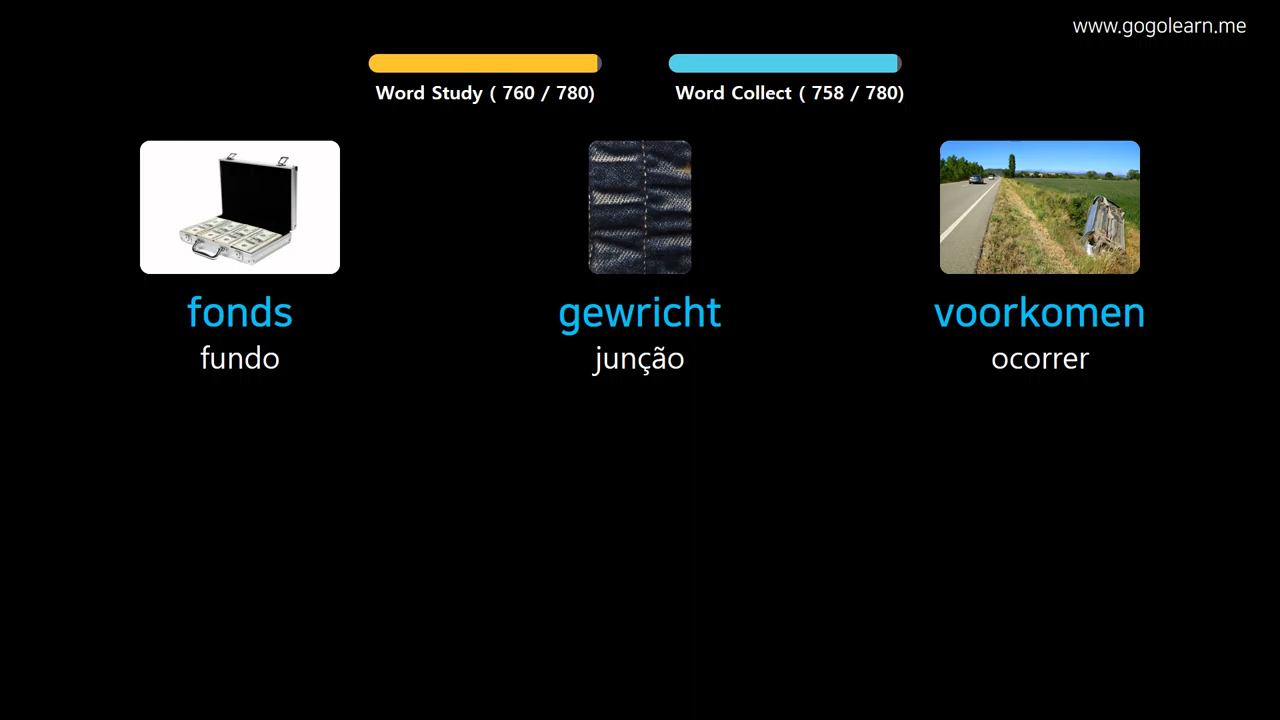 www.gogolearn.me
Word Study ( 760 / 780)
Word Collect ( 758 / 780)
fonds
fundo
gewricht
junção
voorkomen
ocorrer